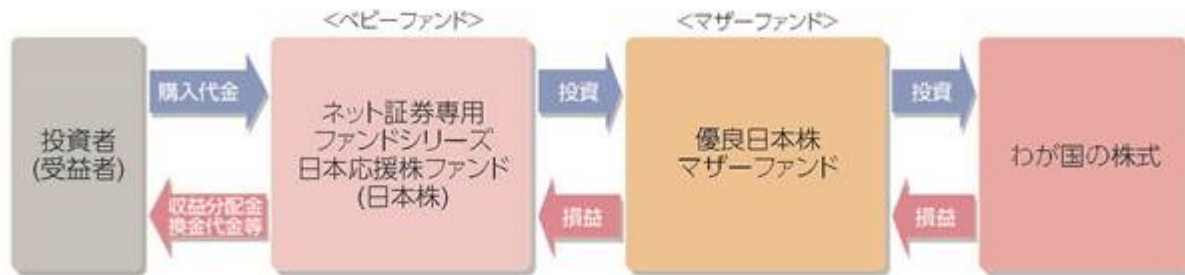 <ベビーファンド>
<マザーファンド>
投資者
(受益者)
購入代金
収益分配金
換金代金等
ネット証券専用
ファンドシリーズ
日本応援株ファンド
(日本株)
投資
損益
優良日本株
マザーファンド
投資
損益
わが国の株式